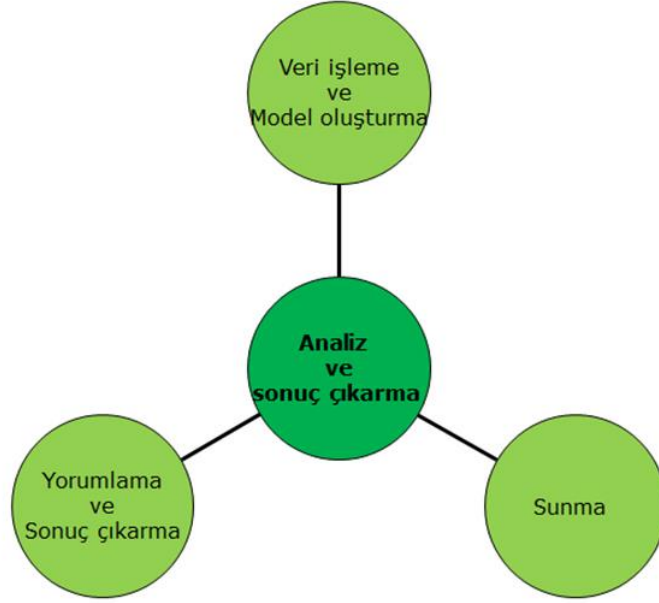 Veri işleme
ve
Model oluşturma
Analiz
ve
sonuç çıkarma
Yorumlama
ve
Sonuç çıkarma
Sunma